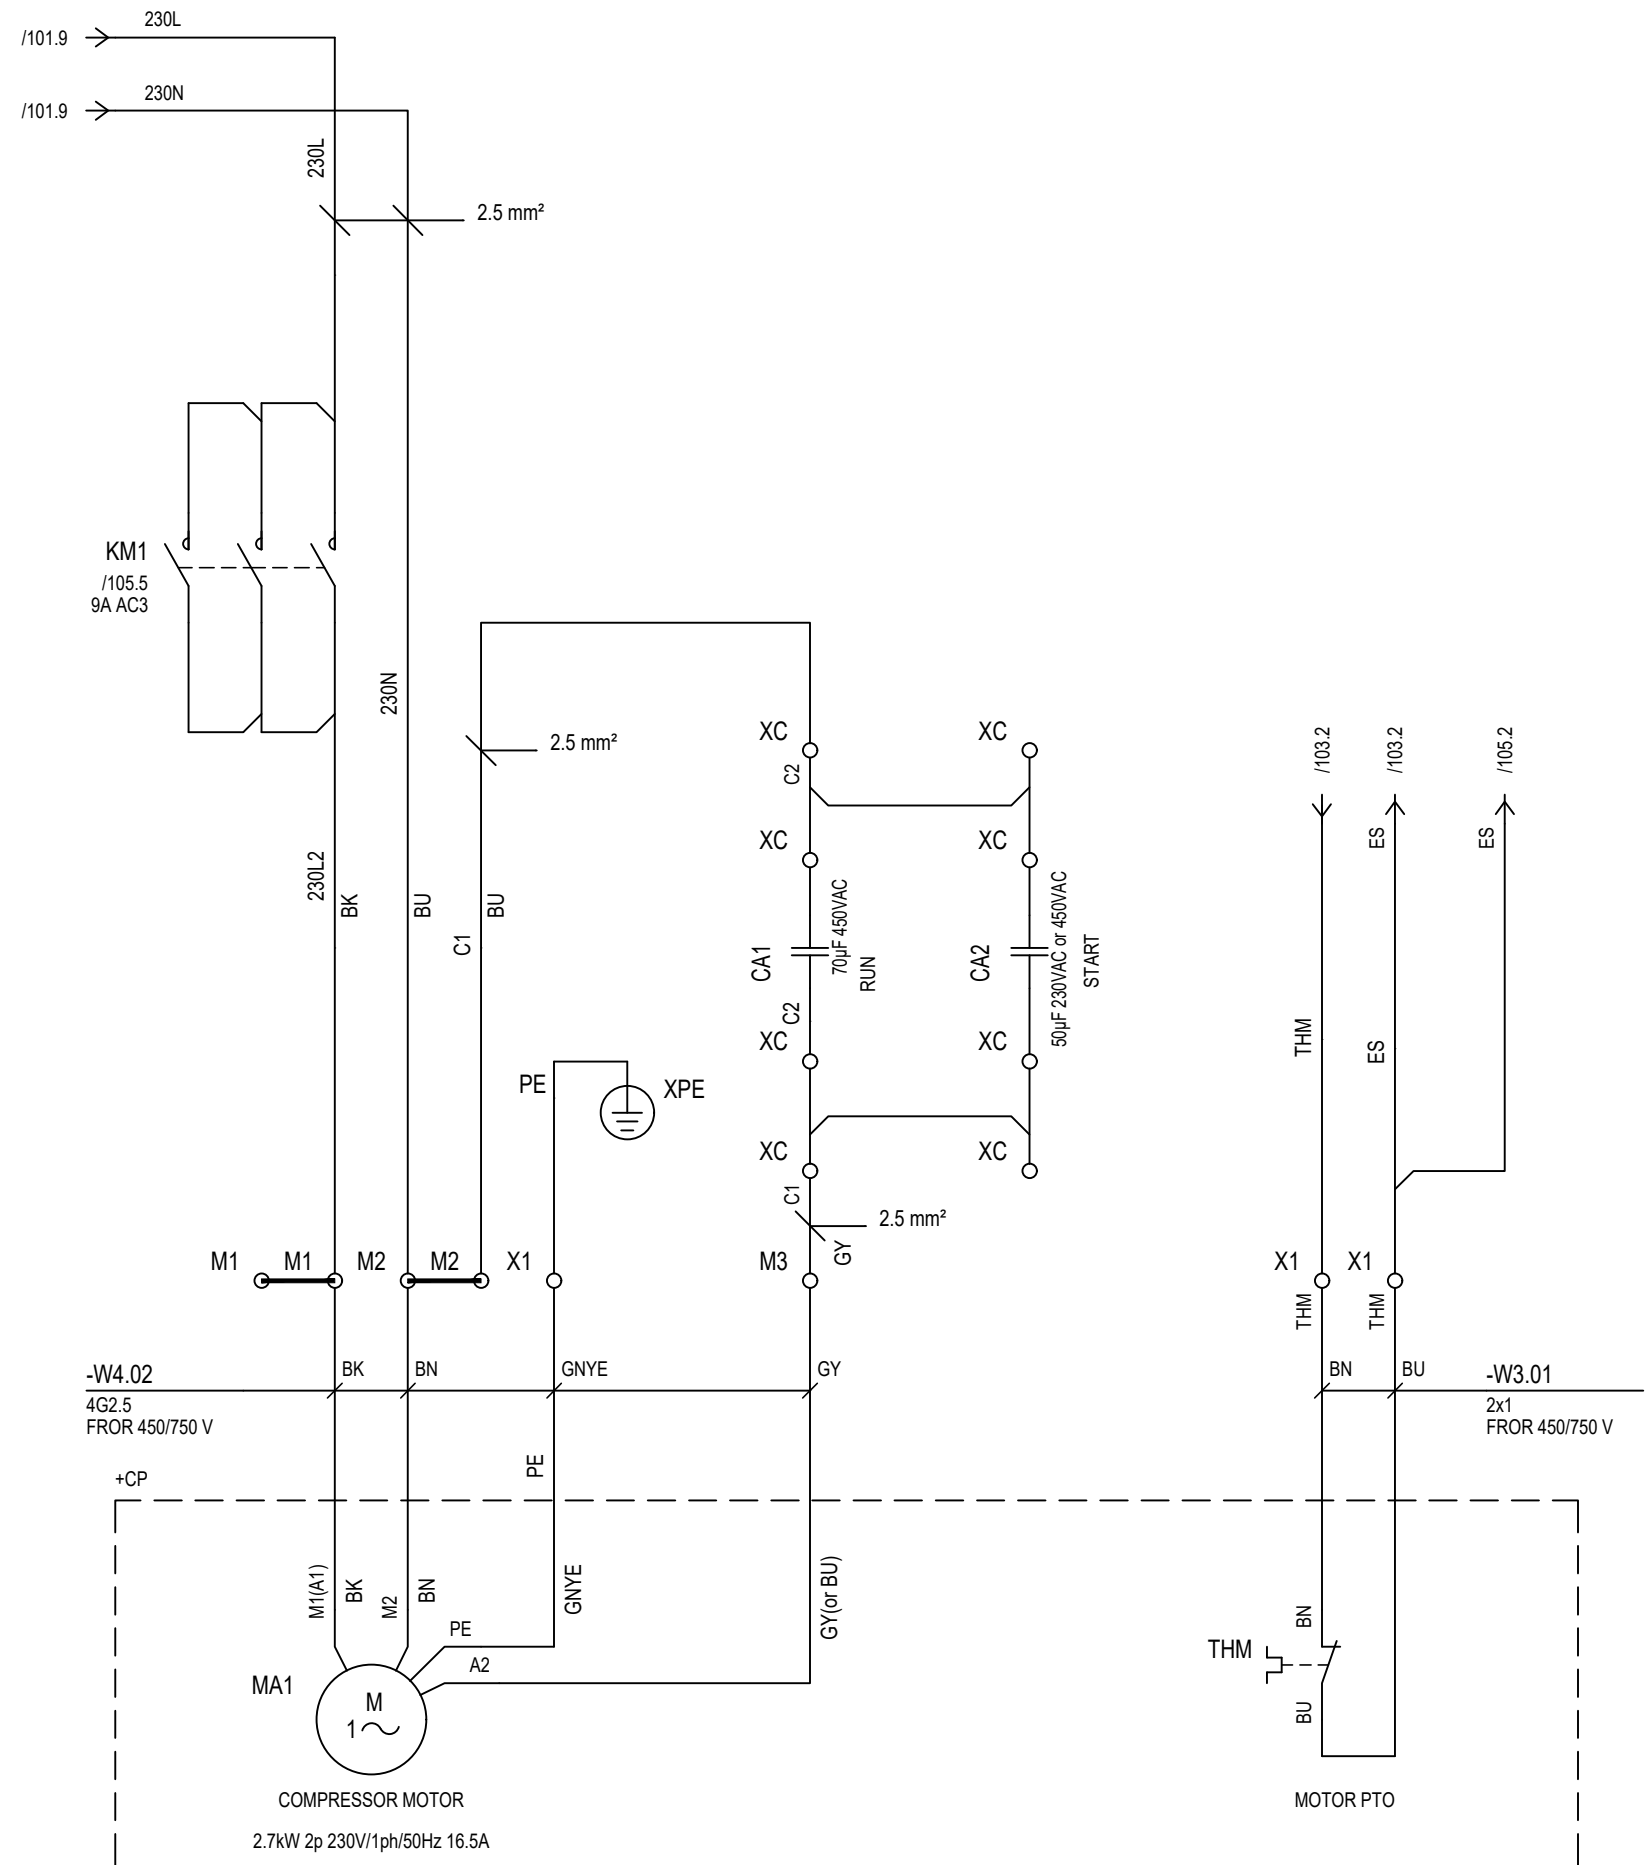 230L
/101.9
230N
/101.9
230L
2.5 mm²
KM1
/105.5
9A AC3
230N
2.5 mm²
XC
XC
C2
/103.2
/103.2
/105.2
XC
XC
ES
ES
230L2
BK
BU
BU
C1
CA1
70µF 450VAC
RUN
CA2
50µF 230VAC or 450VAC
START
C2
THM
XC
XC
ES
PE
XPE
XC
XC
C1
2.5 mm²
GY
M1
M1
M2
M2
X1
M3
X1
X1
THM
THM
-W4.02
BK
BN
GNYE
GY
BN
BU
-W3.01
4G2.5
FROR 450/750 V
2x1
FROR 450/750 V
PE
+CP
M1(A1)
BK
M2
BN
GNYE
GY(or BU)
BN
PE
A2
THM
MA1
M
1
BU
COMPRESSOR MOTOR
MOTOR PTO
2.7kW 2p 230V/1ph/50Hz 16.5A